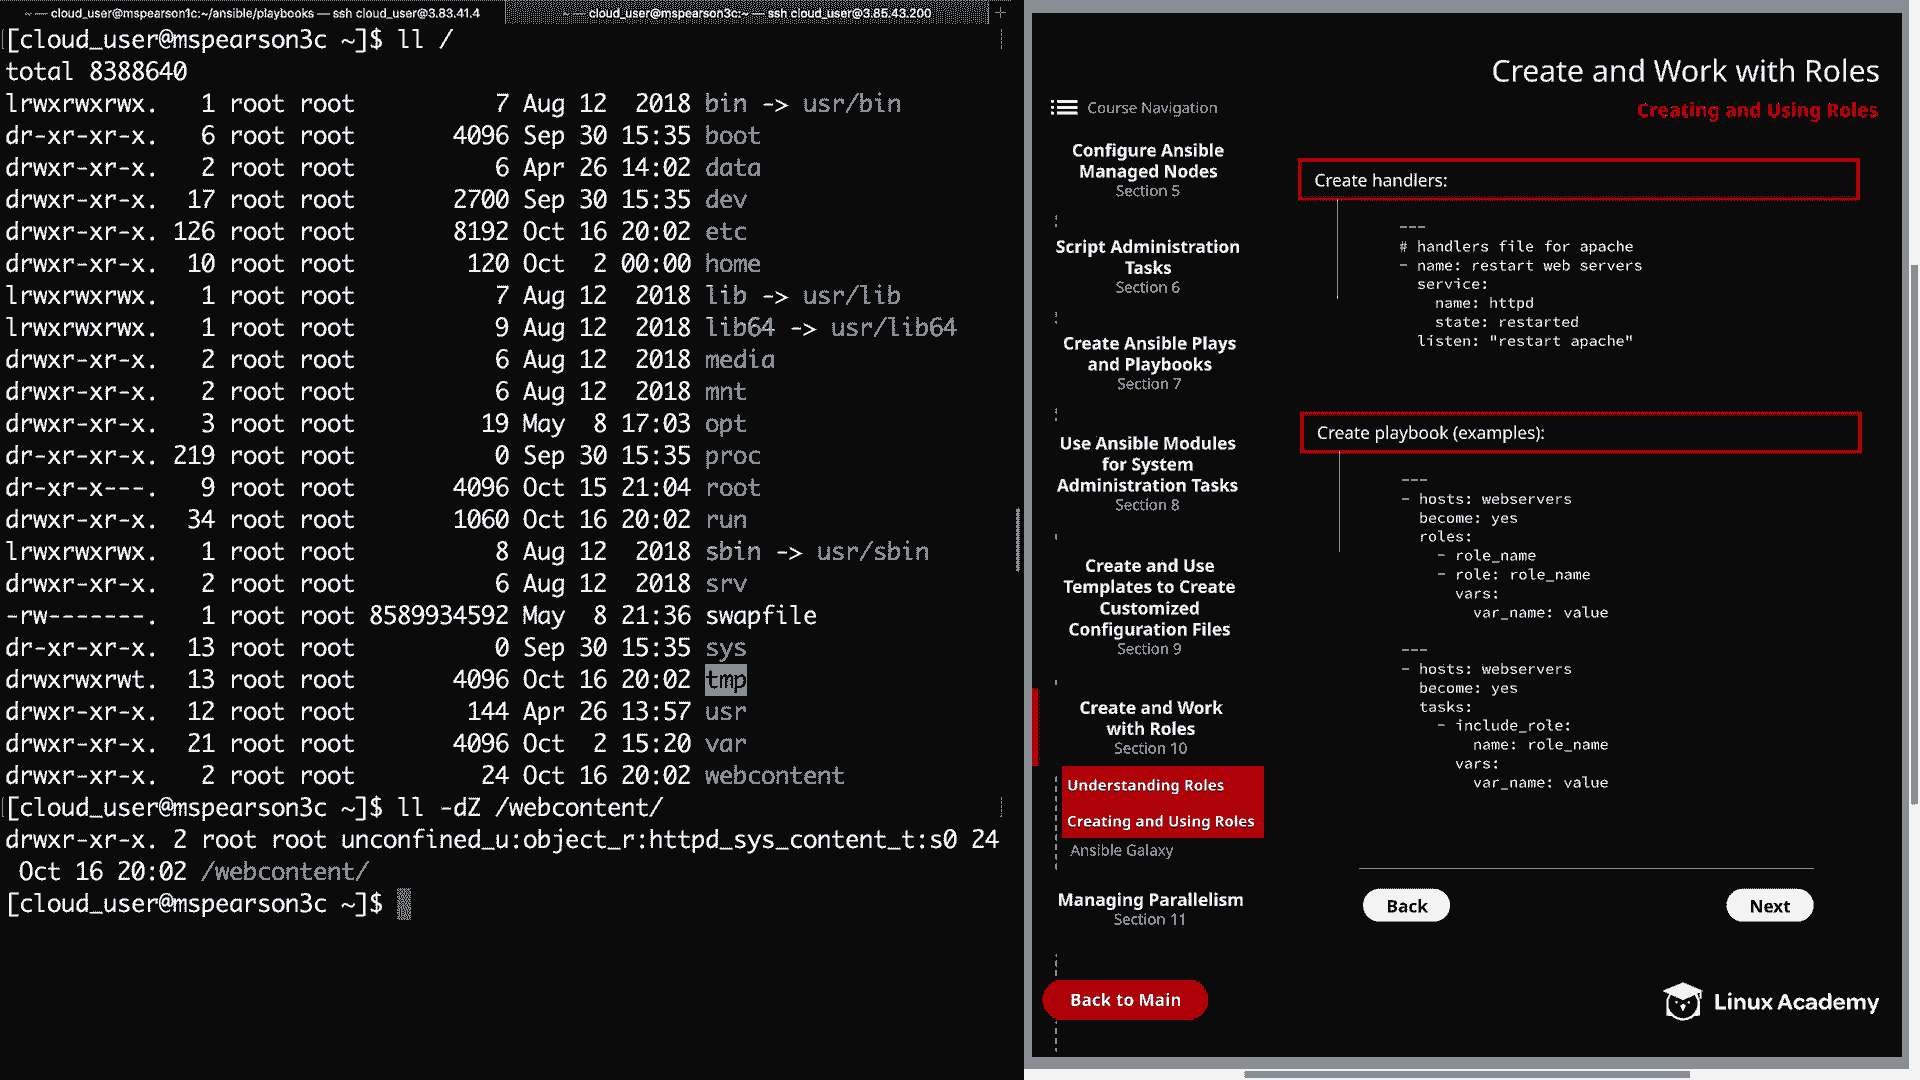 ~ — cloud_user@mspearson1c:~/ansible/playbooks — ssh cloud_user@3.83.41.4
~ — cloud_user@mspearson3c:~ — ssh cloud_user@3.85.43.200
+
[cloud_user@mspearson3c ~]$ ll /
total 8388640
lrwxrwxrwx.   1 root root          7 Aug 12  2018 bin -> usr/bin
dr-xr-xr-x.   6 root root       4096 Sep 30 15:35 boot
drwxr-xr-x.   2 root root          6 Apr 26 14:02 data
drwxr-xr-x.  17 root root       2700 Sep 30 15:35 dev
drwxr-xr-x. 126 root root       8192 Oct 16 20:02 etc
drwxr-xr-x.  10 root root        120 Oct  2 00:00 home
lrwxrwxrwx.   1 root root          7 Aug 12  2018 lib -> usr/lib
lrwxrwxrwx.   1 root root          9 Aug 12  2018 lib64 -> usr/lib64
drwxr-xr-x.   2 root root          6 Aug 12  2018 media
drwxr-xr-x.   2 root root          6 Aug 12  2018 mnt
drwxr-xr-x.   3 root root         19 May  8 17:03 opt
dr-xr-xr-x. 219 root root          0 Sep 30 15:35 proc
dr-xr-x---.   9 root root       4096 Oct 15 21:04 root
drwxr-xr-x.  34 root root       1060 Oct 16 20:02 run
lrwxrwxrwx.   1 root root          8 Aug 12  2018 sbin -> usr/sbin
drwxr-xr-x.   2 root root          6 Aug 12  2018 srv
-rw-------.   1 root root 8589934592 May  8 21:36 swapfile
dr-xr-xr-x.  13 root root          0 Sep 30 15:35 sys
drwxrwxrwt.  13 root root       4096 Oct 16 20:02 tmp
drwxr-xr-x.  12 root root        144 Apr 26 13:57 usr
drwxr-xr-x.  21 root root       4096 Oct  2 15:20 var
drwxr-xr-x.   2 root root         24 Oct 16 20:02 webcontent
[cloud_user@mspearson3c ~]$ ll -dZ /webcontent/
drwxr-xr-x. 2 root root unconfined_u:object_r:httpd_sys_content_t:s0 24
 Oct 16 20:02 /webcontent/
[cloud_user@mspearson3c ~]$
Create and Work with Roles
Creating and Using Roles
Course Navigation
Configure Ansible
Managed Nodes
Section 5
Script Administration
Tasks
Section 6
Create Ansible Plays
and Playbooks
Section 7
Use Ansible Modules
for System
Administration Tasks
Section 8
Create and Use
Templates to Create
Customized
Configuration Files
Section 9
Create and Work
with Roles
Section 10
Understanding Roles
Creating and Using Roles
Ansible Galaxy
Managing Parallelism
Section 11
Back to Main
Create handlers:
---
# handlers file for apache
- name: restart web servers
  service:
    name: httpd
    state: restarted
  listen: "restart apache"
Create playbook (examples):
---
- hosts: webservers
  become: yes
  roles:
    - role_name
    - role: role_name
      vars:
        var_name: value
---
- hosts: webservers
  become: yes
  tasks:
    - include_role:
        name: role_name
      vars:
        var_name: value
Back
Next
Linux Academy